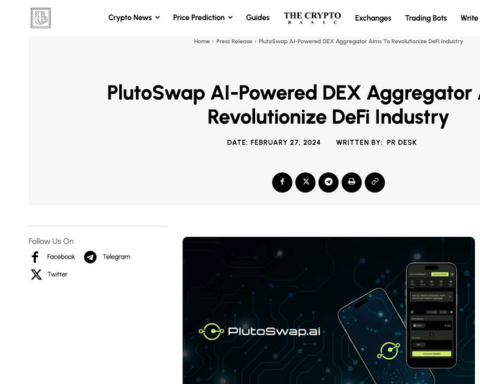 Crypto News Price Prediction Guides THE CRYPTO Exchanges Trading Bots Write
BASIC
Home › Press Release › PlutoSwap AI-Powered DEX Aggregator Aims To Revolutionize DeFi Industry
PlutoSwap AI-Powered DEX Aggregator
Revolutionize DeFi Industry
DATE: FEBRUARY 27, 2024 WRITTEN BY: PR DESK
Follow Us On
Facebook Telegram
Twitter
PlutoSwap.ai